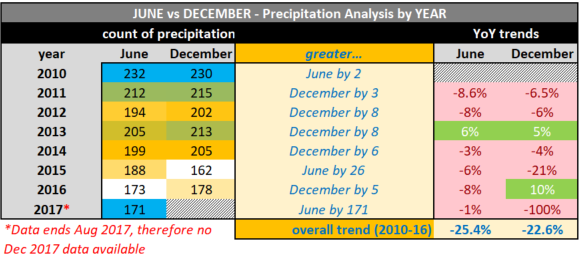 JUNE vs DECEMBER - Precipitation Analysis by YEAR
count of precipitation YoY trends
year June December greater... June December
2010 232 230 June by 2
2011 212 215 December by 3 -8.6% -6.5%
2012 194 202 December by 8 -8% -6%
2013 205 213 December by 8 6% 5%
2014 199 205 December by 6 -3% -4%
2015 188 162 June by 26 -6% -21%
2016 173 178 December by 5 -8% 10%
2017* 171 June by 171 -1% -100%
*Data ends Aug 2017, therefore no overall trend (2010-16) -25.4% -22.6%
Dec 2017 data available